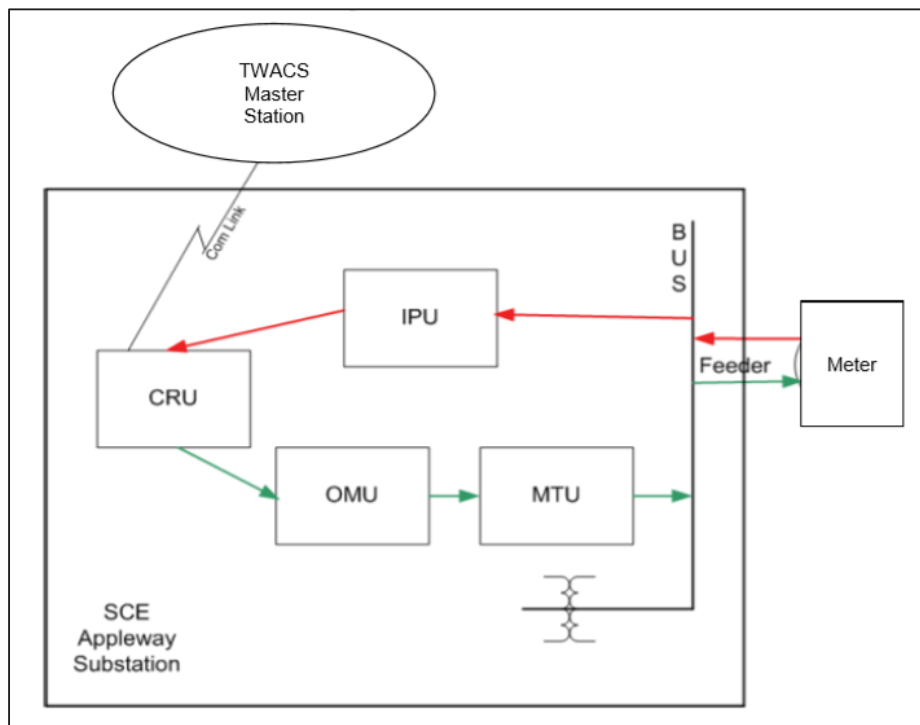 TWACS
Master
Station
Com Link
B
U
S
IPU
Feeder
Meter
CRU
OMU
MTU
SCE
Appleway
Substation